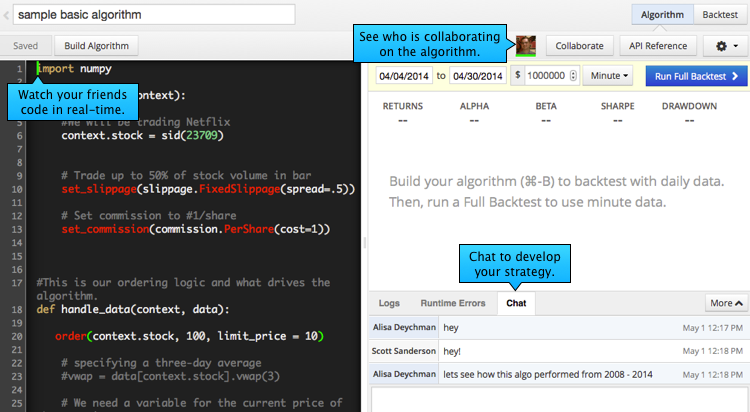 sample basic algorithm
Algorithm
Backtest
Saved
Build Algorithm
See who is collaborating
on the algorithm.
Collaborate
API Reference
04/04/2014 to 04/30/2014 $ 1000000 Minute
Run Full Backtest
RETURNS ALPHA BETA SHARPE DRAWDOWN
-- -- -- -- --
Build your algorithm (⌘-B) to backtest with daily data.
Then, run a Full Backtest to use minute data.
1 import numpy
Watch your friends
code in real-time.
context):
5 #We will be trading Netflix
6 context.stock = sid(23709)
7
8
9 # Trade up to 50% of stock volume in bar
10 set_slippage(slippage.FixedSlippage(spread=.5))
11
12 # Set commission to #1/share
13 set_commission(commission.PerShare(cost=1))
14
15
16
17 #This is our ordering logic and what drives the
algorithm.
18 def handle_data(context, data):
19
20 order(context.stock, 100, limit_price = 10)
21
22 # specifying a three-day average
23 #vwap = data[context.stock].vwap(3)
24
25 # We need a variable for the current price of
Chat to develop
your strategy.
Logs
Runtime Errors
Chat
More
Alisa Deychman hey May 1 12:17 PM
Scott Sanderson hey! May 1 12:18 PM
Alisa Deychman lets see how this algo performed from 2008 - 2014 May 1 12:18 PM